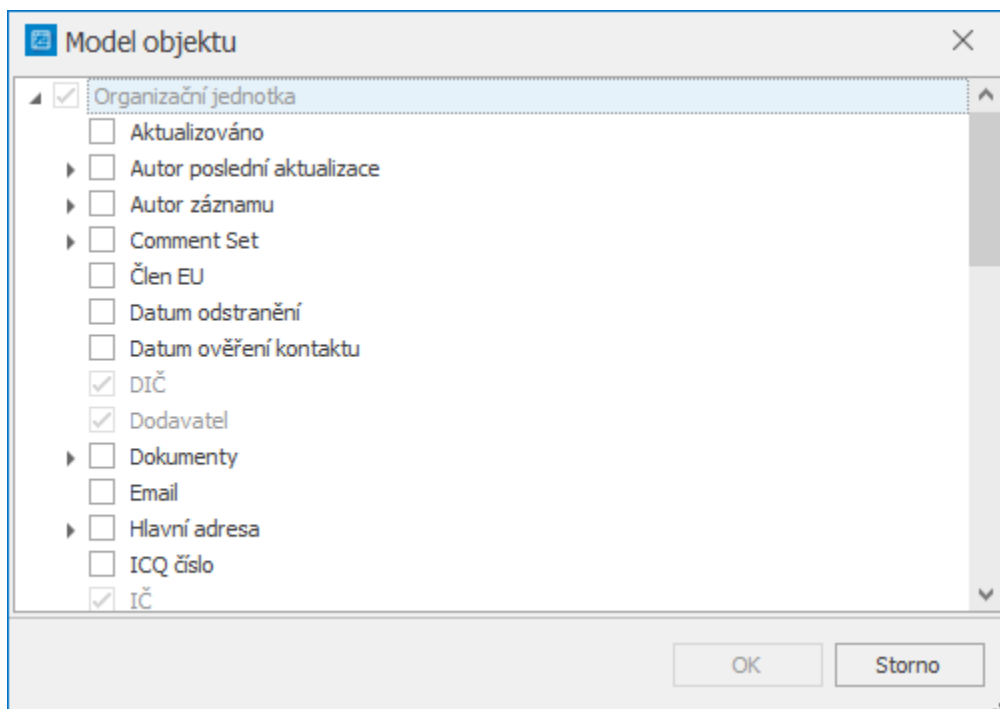 Model objektu
Organizační jednotka
Aktualizováno
Autor poslední aktualizace
Autor záznamu
Comment Set
Člen EU
Datum odstranění
Datum ověření kontaktu
DIČ
Dodavatel
Dokumenty
Email
Hlavní adresa
ICQ číslo
IČ
OK Storno